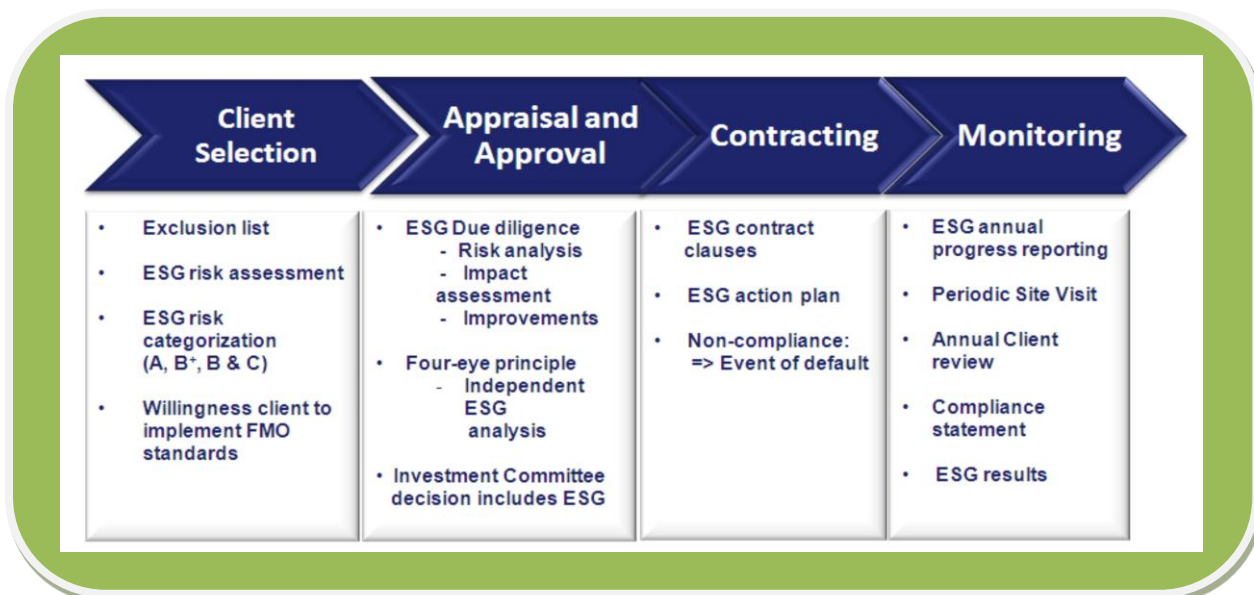 Client
Selection
Appraisal and
Approval
Contracting
Monitoring
• Exclusion list
• ESG risk assessment
• ESG risk
categorization
(A, B⁺, B & C)
• Willingness client to
implement FMO
standards
• ESG Due diligence
- Risk analysis
- Impact
assessment
- Improvements
• Four-eye principle
- Independent
ESG
analysis
• Investment Committee
decision includes ESG
• ESG contract
clauses
• ESG action plan
• Non-compliance:
=> Event of default
• ESG annual
progress reporting
• Periodic Site Visit
• Annual Client
review
• Compliance
statement
• ESG results